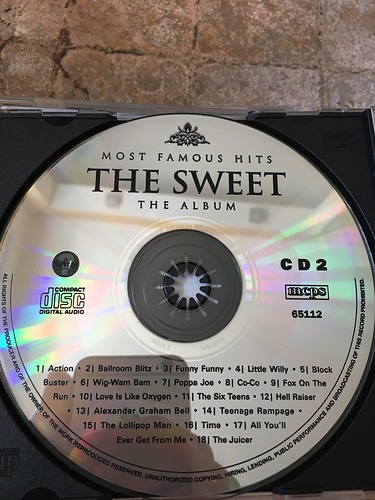 MOST FAMOUS HITS
THE SWEET
THE ALBUM
CD 2
COMPACT
disc
DIGITAL AUDIO
mcps
65112
1| Action • 2| Ballroom Blitz • 3| Funny Funny • 4| Little Willy • 5| Block
Buster • 6| Wig-Wam Bam • 7| Poppa Joe • 8| Co-Co • 9| Fox On The
Run • 10| Love Is Like Oxygen • 11| The Six Teens • 12| Hell Raiser
• 13| Alexander Graham Bell • 14| Teenage Rampage •
15| The Lollipop Man • 16| Time • 17| All You'll
Ever Get From Me • 18| The Juicer
ALL RIGHTS OF THE PRODUCER AND OF THE OWNER OF THE WORK REPRODUCED RESERVED. UNAUTHORIZED COPYING, HIRING, LENDING, PUBLIC PERFORMANCE AND BROADCASTING OF THIS RECORD PROHIBITED.